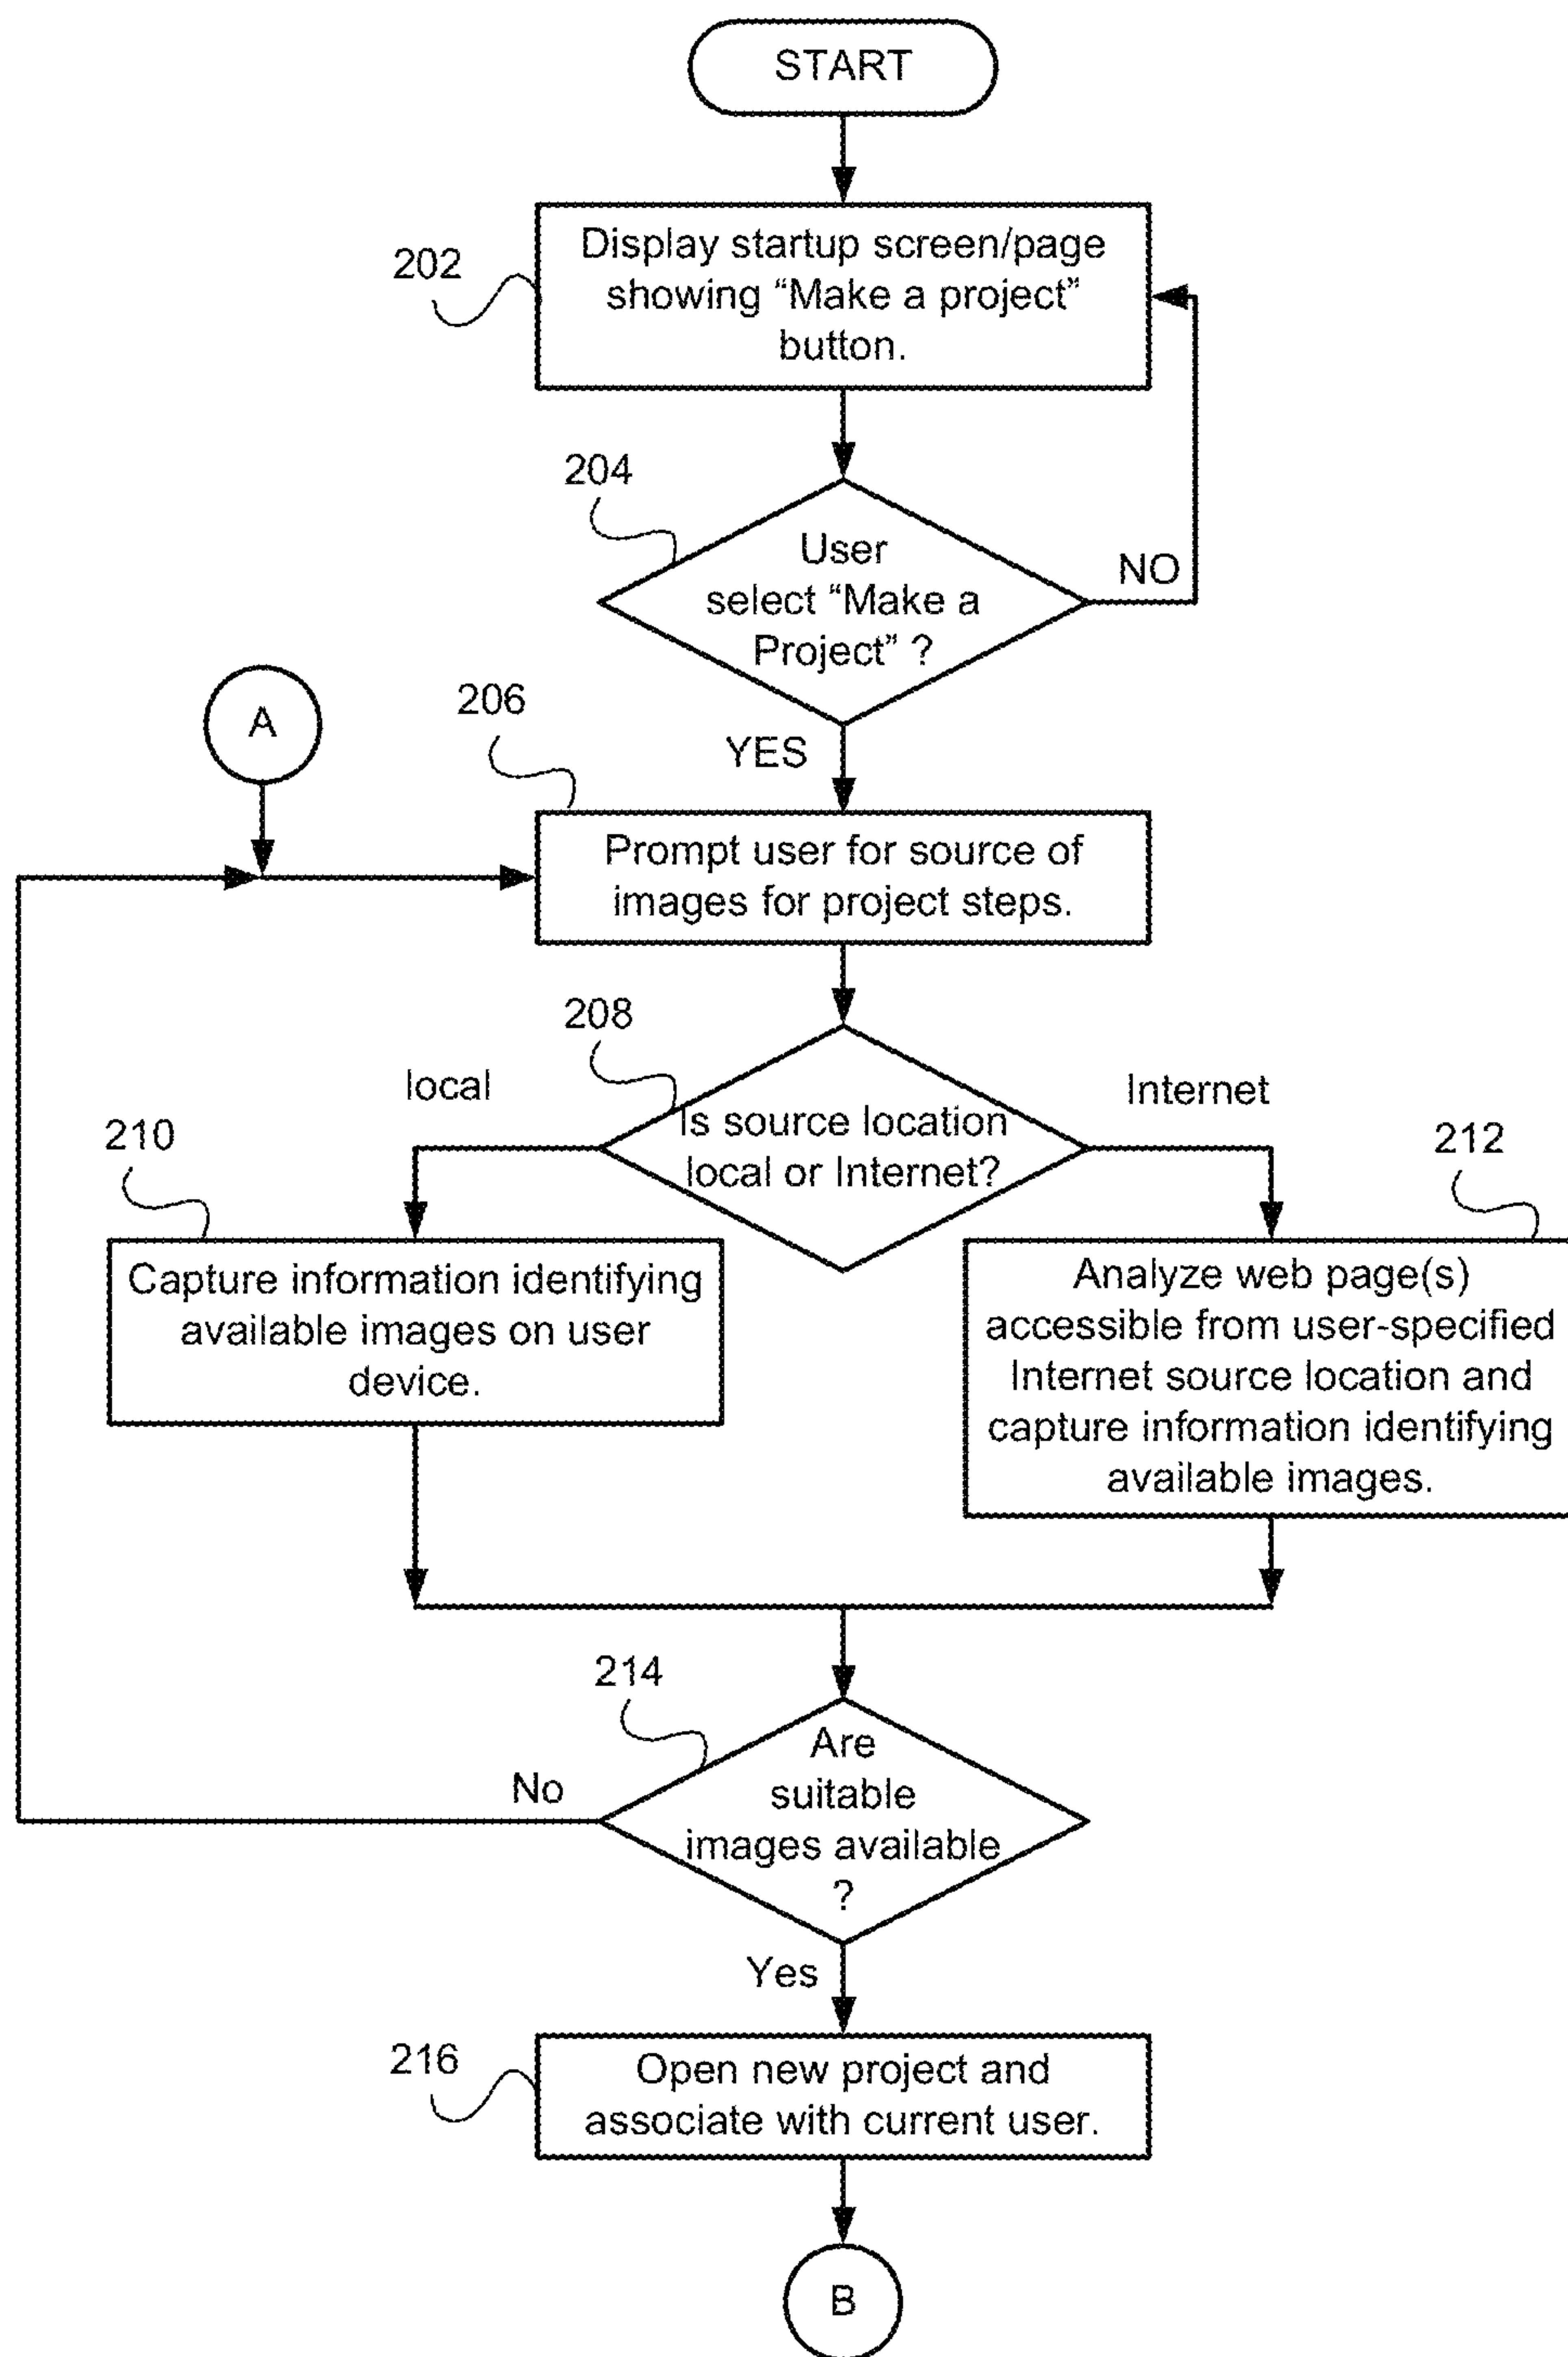 START
202
Display startup screen/page
showing “Make a project”
button.
204
User
select “Make a
Project” ?
NO
YES
A
206
Prompt user for source of
images for project steps.
208
Is source location
local or Internet?
local
Internet
210
Capture information identifying
available images on user
device.
212
Analyze web page(s)
accessible from user-specified
Internet source location and
capture information identifying
available images.
214
Are
suitable
images available
?
No
Yes
216
Open new project and
associate with current user.
B